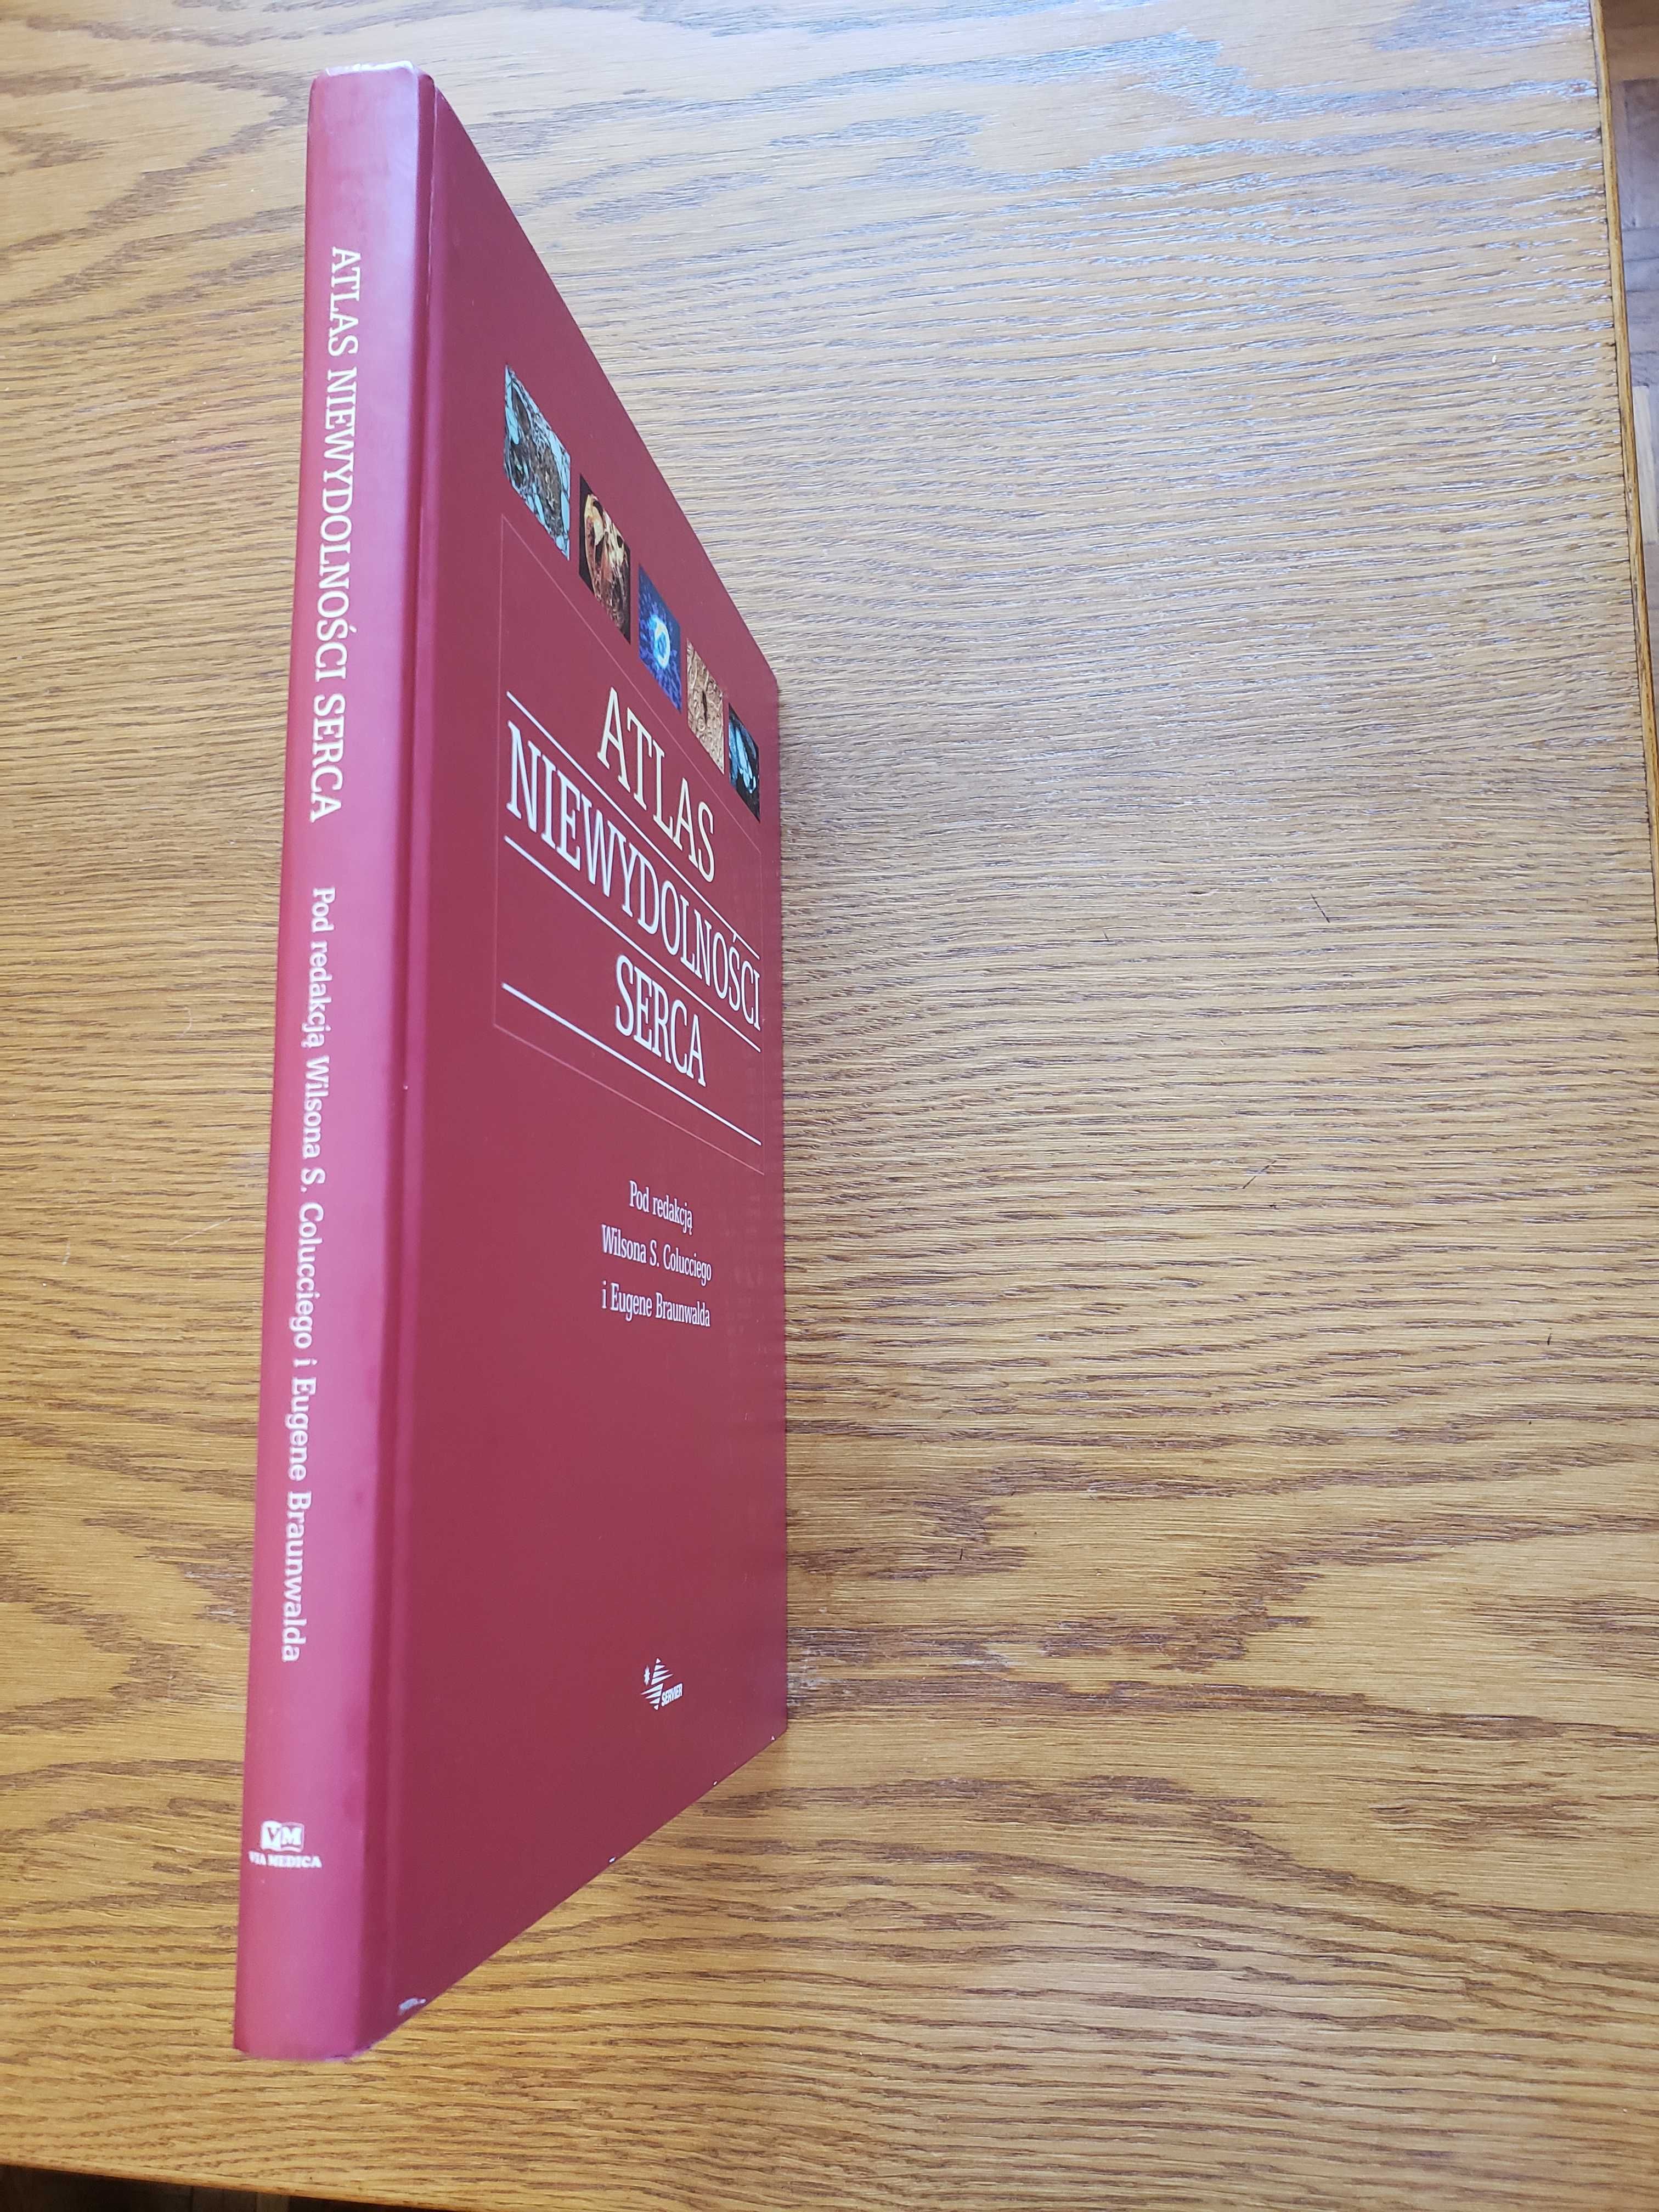 ATLAS NIEWYDOLNOŚCI SERCA Pod redakcją Wilsona S. Colucciego i Eugene Braunwalda
VM
VIA MEDICA
ATLAS
NIEWYDOLNOŚCI
SERCA
Pod redakcją
Wilsona S. Colucciego
i Eugene Braunwalda
SERVIER